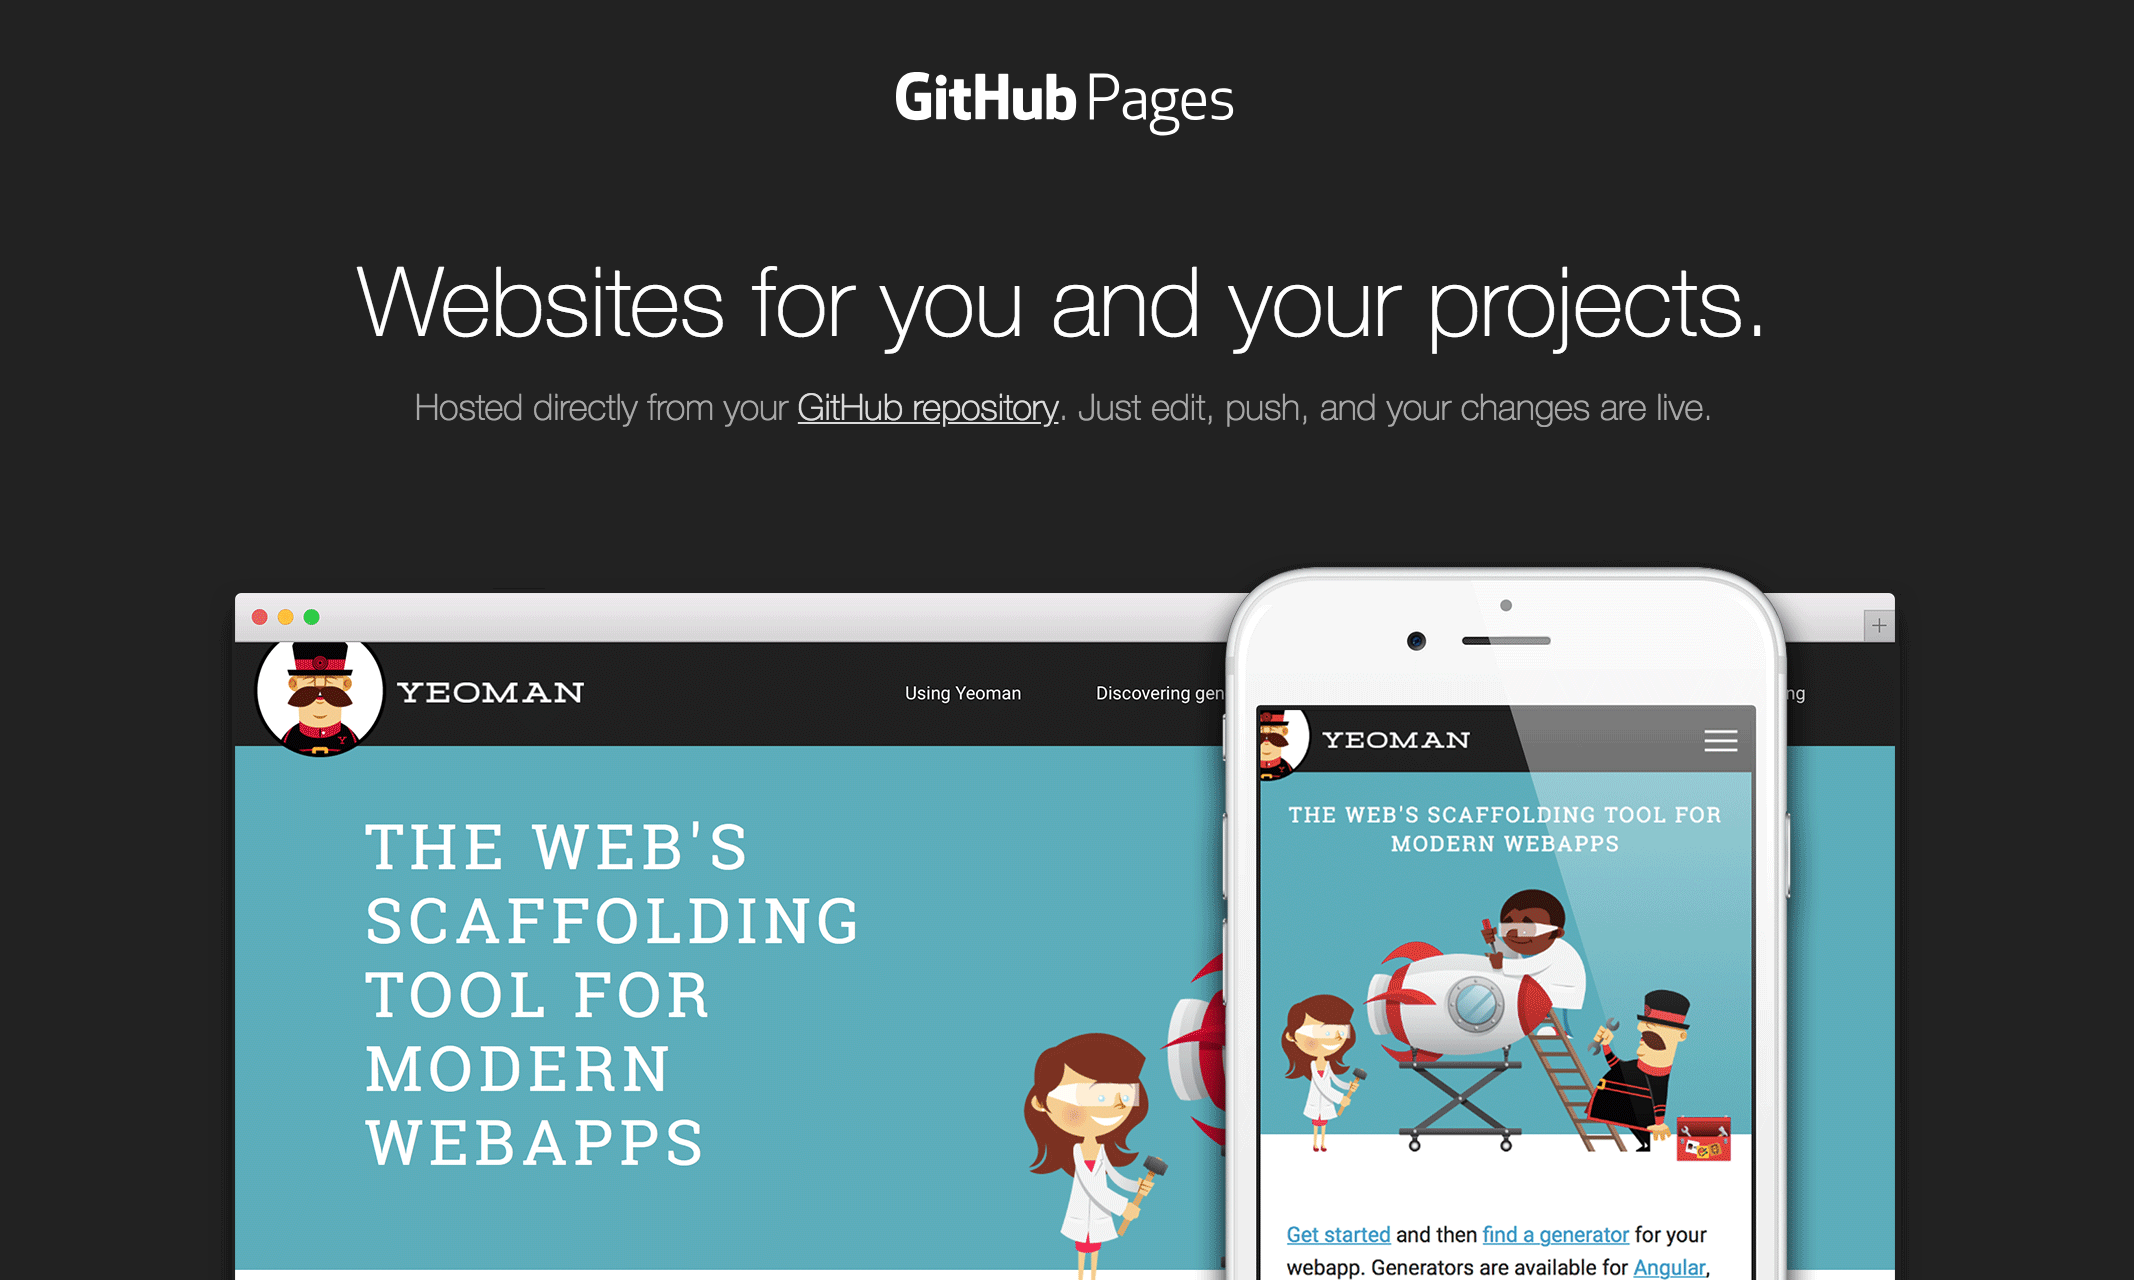 GitHub Pages
Websites for you and your projects.
Hosted directly from your GitHub repository. Just edit, push, and your changes are live.
YEOMAN
Using Yeoman
Discovering gen
ng
THE WEB'S
SCAFFOLDING
TOOL FOR
MODERN
WEBAPPS
YEOMAN
THE WEB'S SCAFFOLDING TOOL FOR
MODERN WEBAPPS
Get started and then find a generator for your
webapp. Generators are available for Angular,